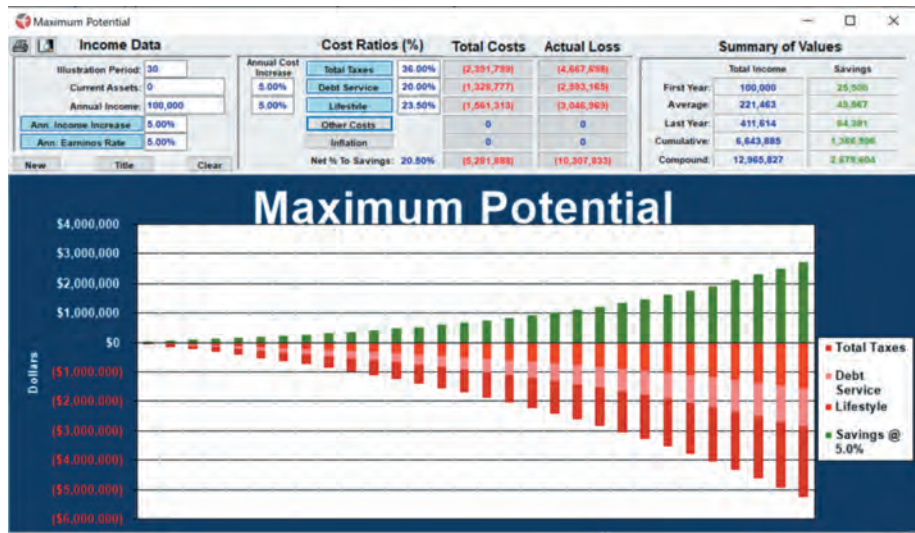 Maximum Potential
Income Data
Illustration Period: 30
Current Assets: 0
Annual Income: 100,000
Ann. Income Increase 5.00%
Ann. Earnings Rate 5.00%
New Title Clear
Cost Ratios (%) Total Costs Actual Loss
Annual Cost
Increase
5.00% Total Taxes 36.00% (2,391,799) (4,667,698)
Debt Service 20.00% (1,328,777) (2,593,165)
5.00% Lifestyle 23.50% (1,561,313) (3,046,969)
Other Costs 0 0
Inflation 0 0
Net % To Savings: 20.50% (5,281,888) (10,307,833)
Summary of Values
Total Income Savings
First Year: 100,000
Average: 221,463
Last Year: 411,614
Cumulative: 6,643,885
Compound: 12,965,827
Maximum Potential
$4,000,000
$3,000,000
$2,000,000
$1,000,000
$0
($1,000,000)
($2,000,000)
($3,000,000)
($4,000,000)
($5,000,000)
($6,000,000)
Dollars
Total Taxes
Debt
Service
Lifestyle
Savings @
5.0%